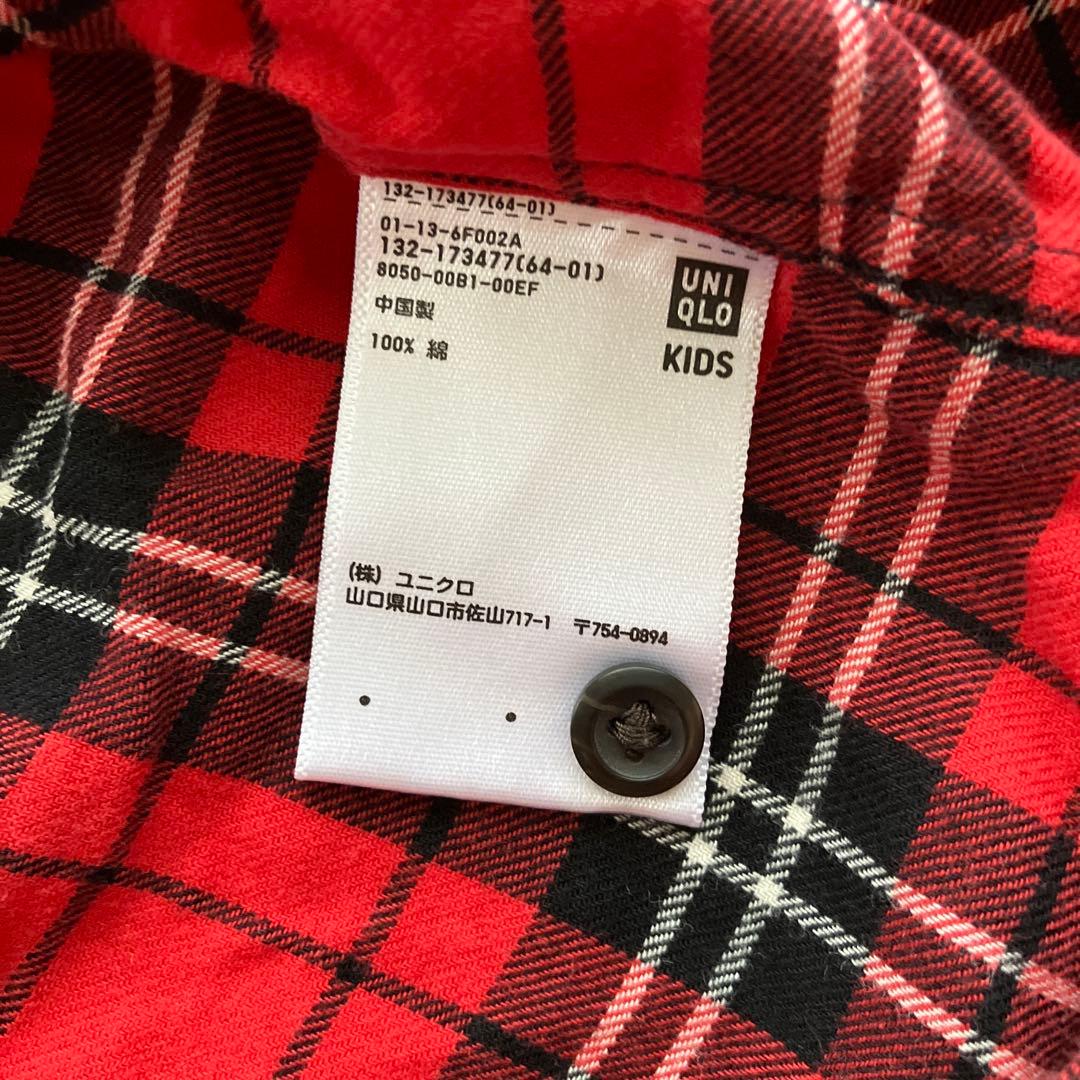 132-173477(64-01)
01-13-6F002A
132-173477(64-01)
8050-00B1-00EF
中国製
100% 綿
UNI
QLO
KIDS
(株) ユニクロ
山口県山口市佐山717-1 〒754-0894